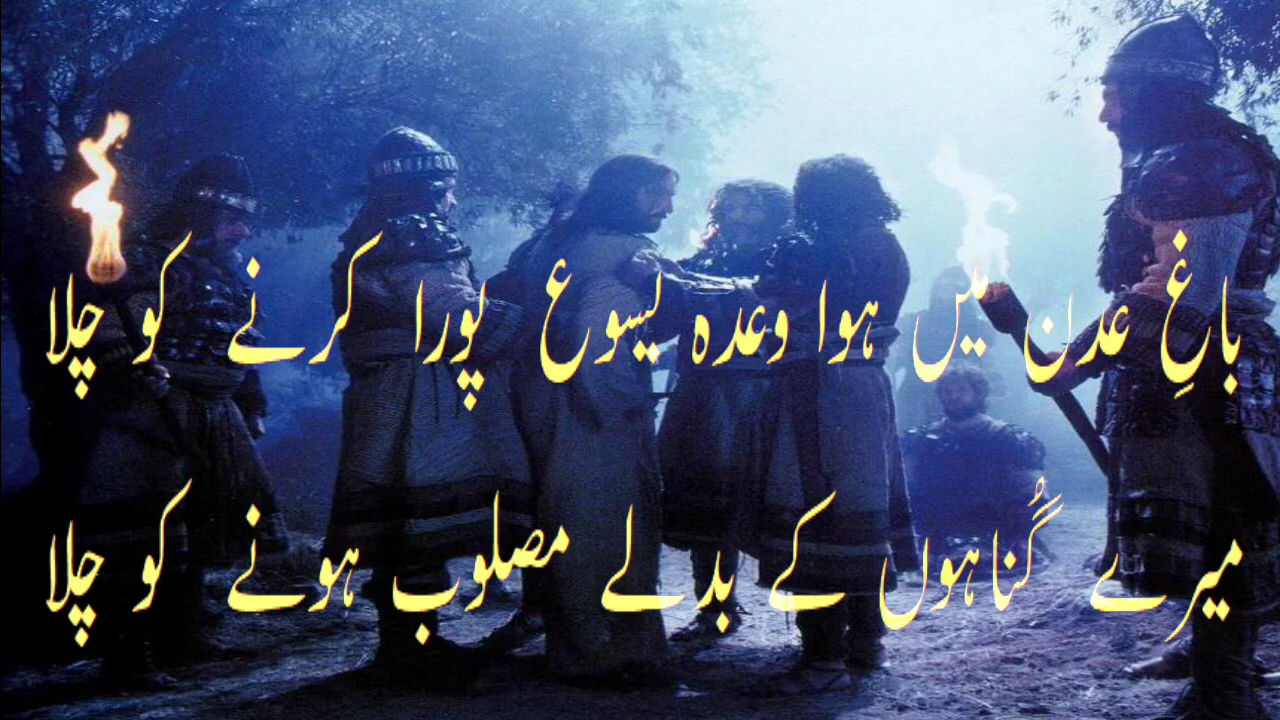 باغِ عدن میں ہوا وعدہ یسوع پورا کرنے کو چلا
میرے گُناہوں کے بدلے مصلوب ہونے کو چلا